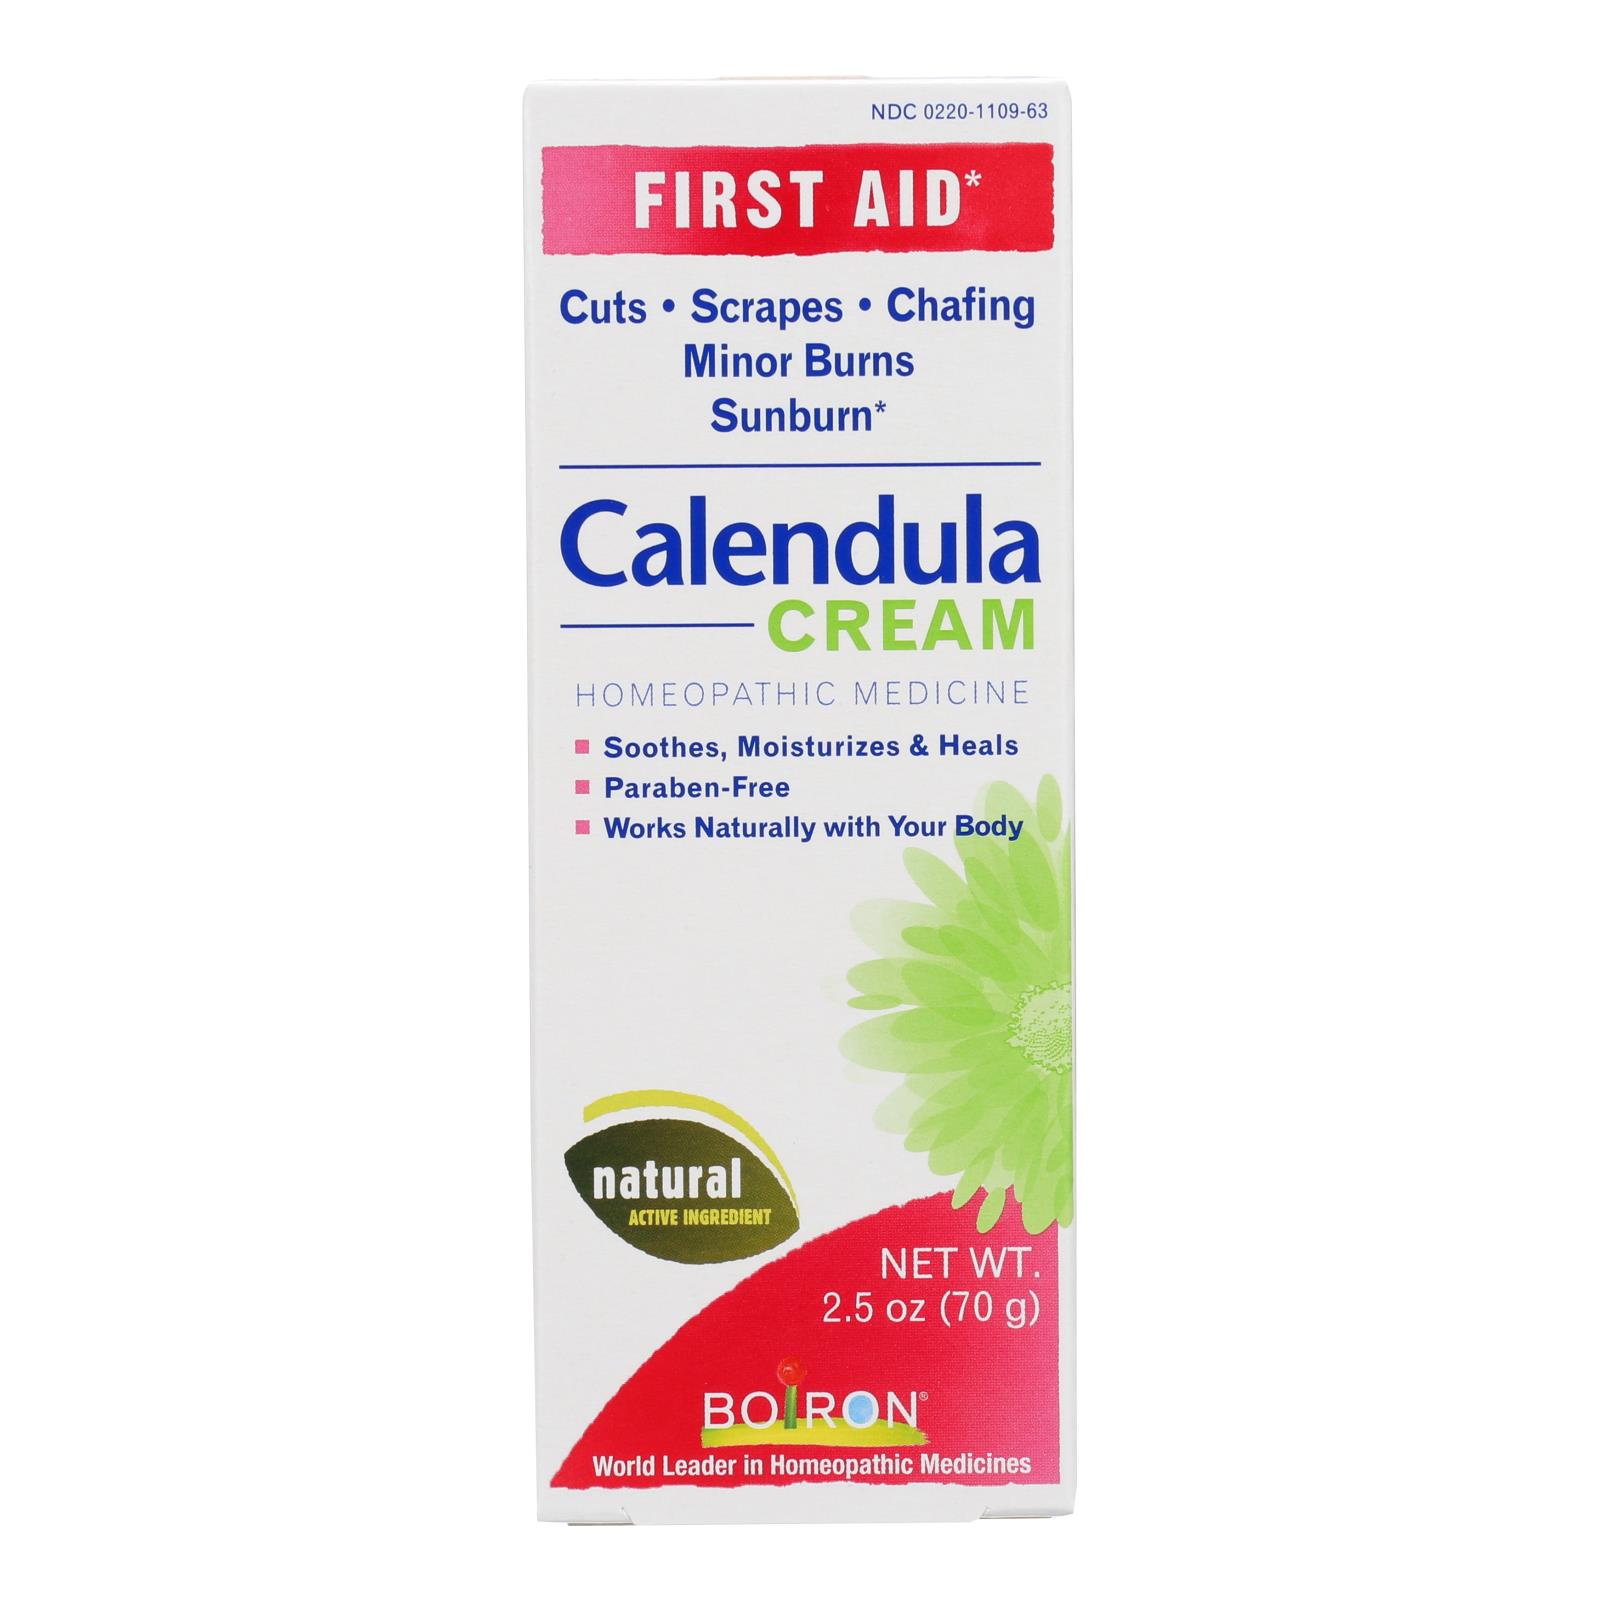 NDC 0220-1109-63
FIRST AID*
Cuts • Scrapes • Chafing
Minor Burns
Sunburn*
Calendula
CREAM
HOMEOPATHIC MEDICINE
Soothes, Moisturizes & Heals
Paraben-Free
Works Naturally with Your Body
natural
ACTIVE INGREDIENT
NET WT.
2.5 oz (70 g)
BOIRON®
World Leader in Homeopathic Medicines